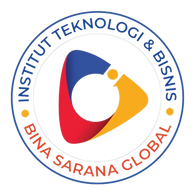 • INSTITUT TEKNOLOGI & BISNIS •
BINA SARANA GLOBAL